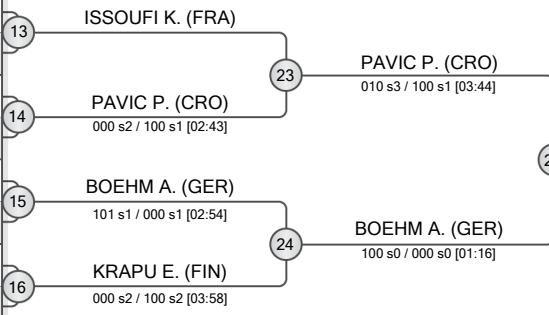 ISSOUFI K. (FRA)
13
23
PAVIC P. (CRO)
010 s3 / 100 s1 [03:44]
PAVIC P. (CRO)
14
000 s2 / 100 s1 [02:43]
BOEHM A. (GER)
15
101 s1 / 000 s1 [02:54]
24
BOEHM A. (GER)
100 s0 / 000 s0 [01:16]
KRAPU E. (FIN)
16
000 s2 / 100 s2 [03:58]